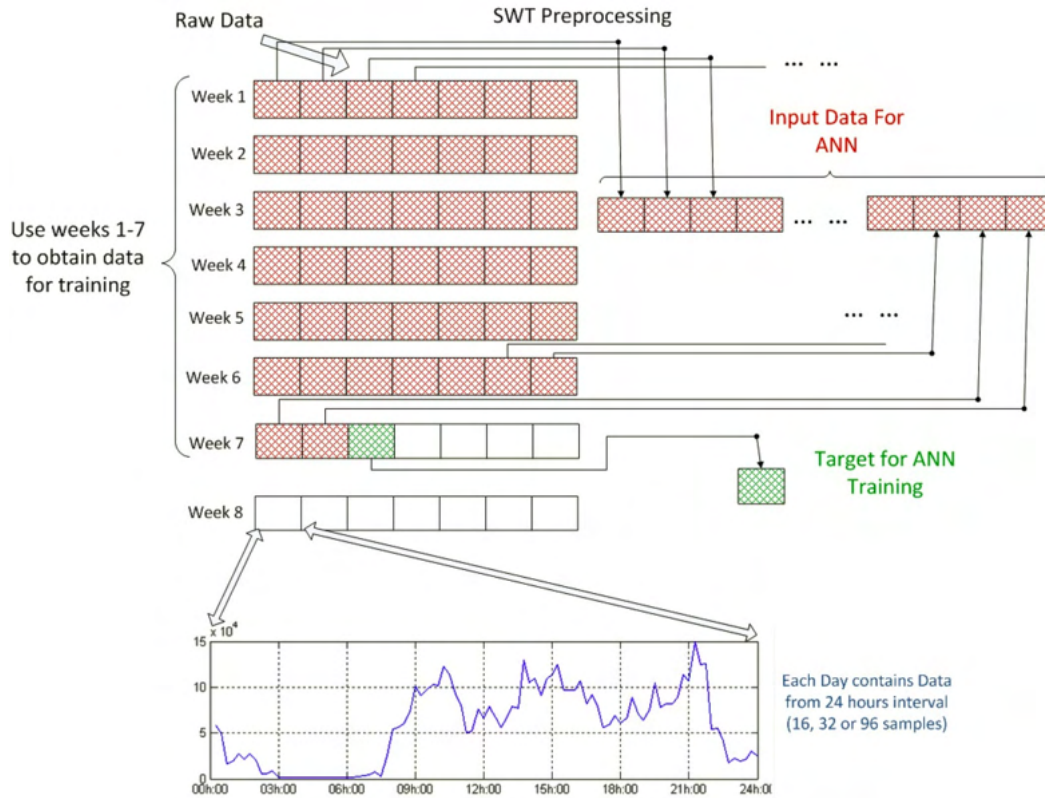 SWT Preprocessing
Raw Data
... ...
Week 1
Input Data For
ANN
Week 2
Week 3
... ...
Use weeks 1-7
to obtain data
for training
Week 4
Week 5
... ...
Week 6
Week 7
Target for ANN
Training
Week 8
x 10⁴
15
10
5
0
00h:00 03h:00 06h:00 09h:00 12h:00 15h:00 18h:00 21h:00 24h:00
Each Day contains Data
from 24 hours interval
(16, 32 or 96 samples)